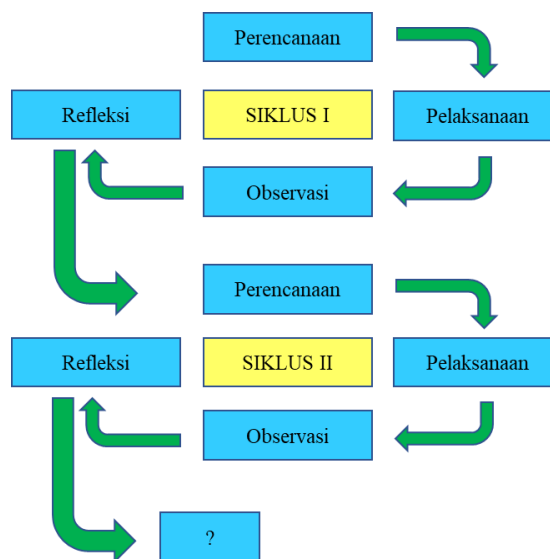 Perencanaan
Refleksi
SIKLUS I
Pelaksanaan
Observasi
Perencanaan
Refleksi
SIKLUS II
Pelaksanaan
Observasi
?